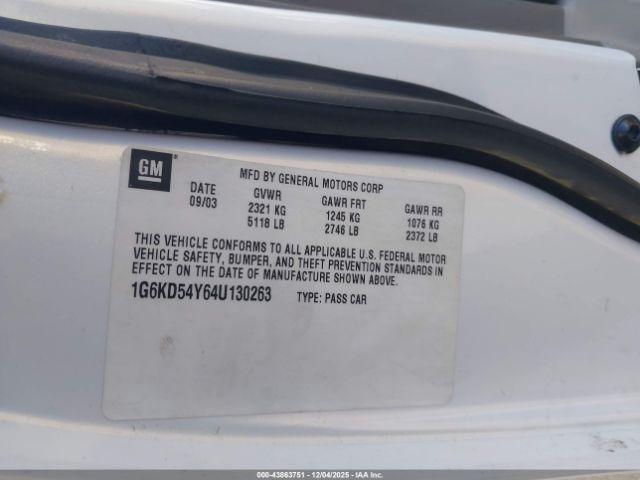 GM
MFD BY GENERAL MOTORS CORP
DATE GVWR GAWR FRT GAWR RR
09/03 2321 KG 1245 KG 1076 KG
5118 LB 2746 LB 2372 LB
THIS VEHICLE CONFORMS TO ALL APPLICABLE U.S. FEDERAL MOTOR
VEHICLE SAFETY, BUMPER, AND THEFT PREVENTION STANDARDS IN
EFFECT ON THE DATE OF MANUFACTURE SHOWN ABOVE.
1G6KD54Y64U130263 TYPE: PASS CAR
000-43863751 - 12/04/2025 - IAA Inc.